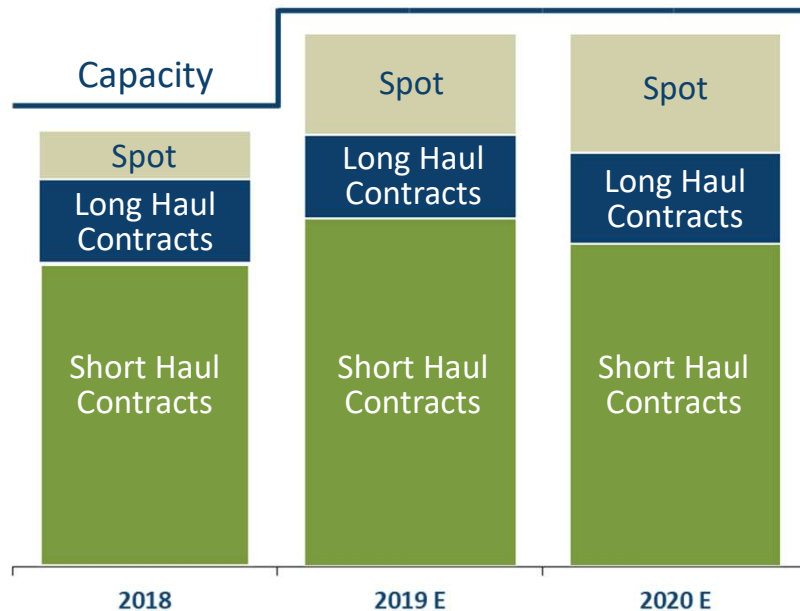 Capacity
Spot
Long Haul
Contracts
Short Haul
Contracts
Spot
Long Haul
Contracts
Short Haul
Contracts
Spot
Long Haul
Contracts
Short Haul
Contracts
2018
2019 E
2020 E